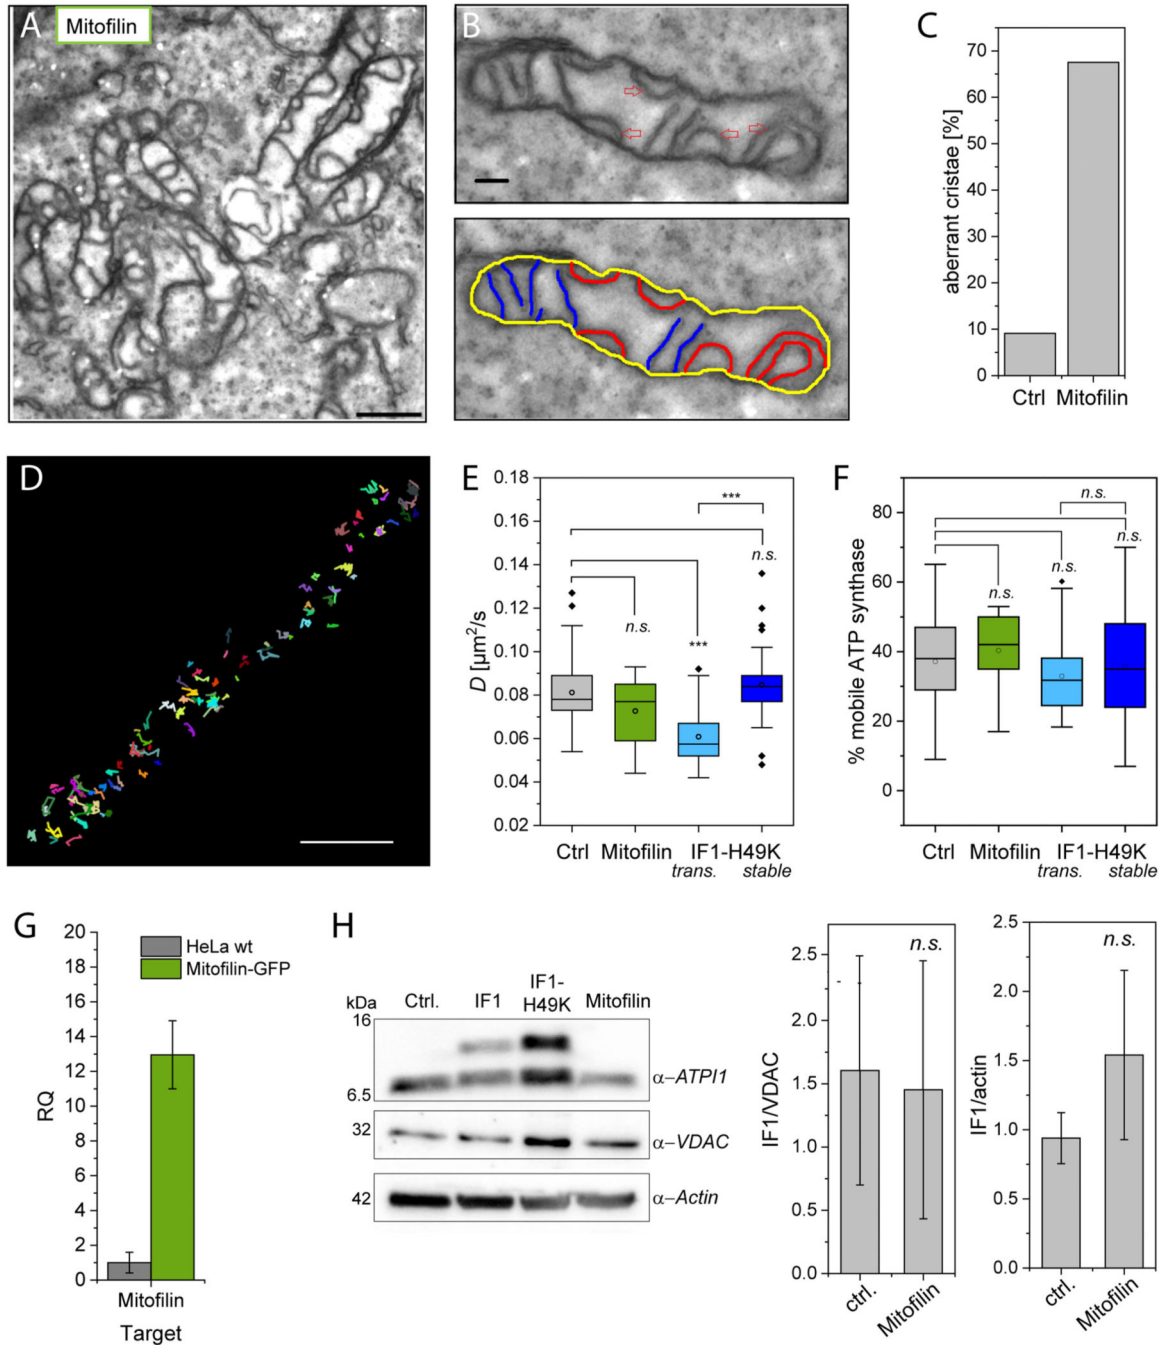 A
Mitofilin
B
C
aberrant cristae [%]
70
60
50
40
30
20
10
0
Ctrl Mitofilin
D
E
D [µm²/s]
0.18
0.16
0.14
0.12
0.10
0.08
0.06
0.04
0.02
***
n.s.
n.s.
***
Ctrl Mitofilin IF1-H49K
trans. stable
F
% mobile ATP synthase
80
60
40
20
0
n.s.
n.s.
n.s.
n.s.
Ctrl Mitofilin IF1-H49K
trans. stable
G
RQ
20
18
16
14
12
10
8
6
4
2
0
HeLa wt
Mitofilin-GFP
Mitofilin
Target
H
kDa
Ctrl.
IF1
IF1-
H49K
Mitofilin
16
6.5
α–ATPI1
32
α–VDAC
42
α–Actin
IF1/VDAC
2.5
2.0
1.5
1.0
0.5
0.0
n.s.
ctrl.
Mitofilin
IF1/actin
2.5
2.0
1.5
1.0
0.5
0.0
n.s.
ctrl.
Mitofilin